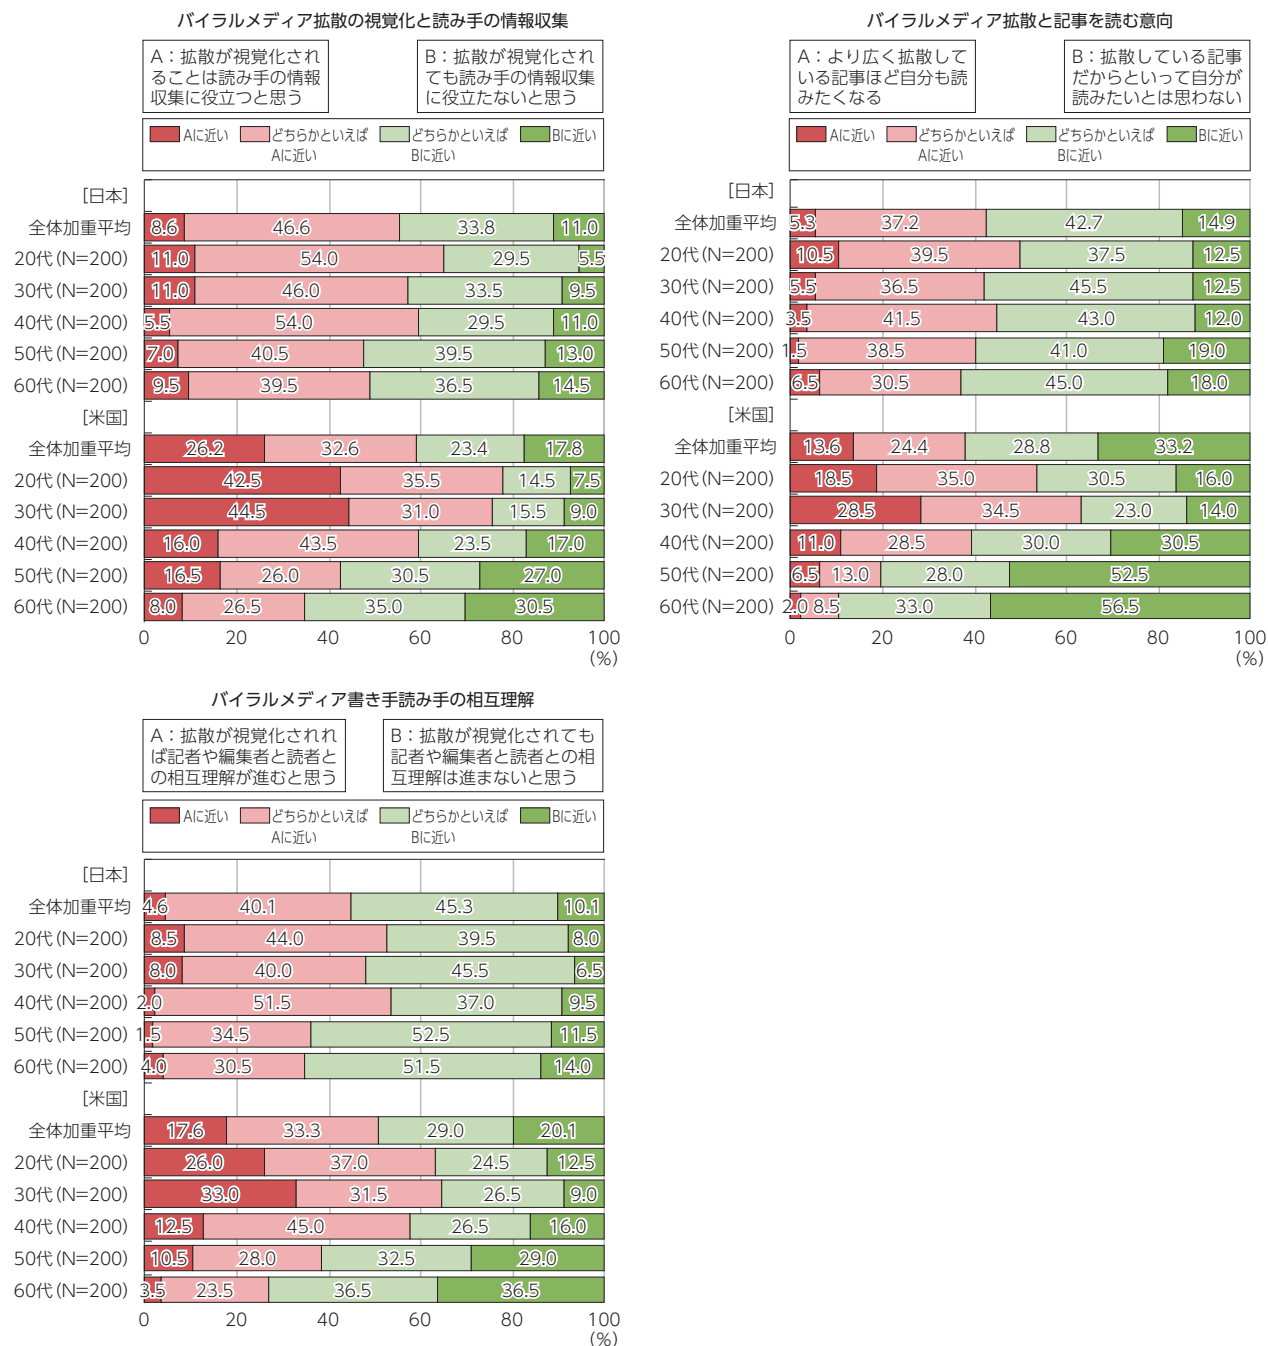 バイラルメディア拡散の視覚化と読み手の情報収集
A：拡散が視覚化され
ることは読み手の情報
収集に役立つと思う
B：拡散が視覚化され
ても読み手の情報収集
に役立たないと思う
Aに近い どちらかといえば どちらかといえば Bに近い
Aに近い Bに近い
[日本]
全体加重平均 8.6 46.6 33.8 11.0
20代(N=200) 11.0 54.0 29.5 5.5
30代(N=200) 11.0 46.0 33.5 9.5
40代(N=200) 5.5 54.0 29.5 11.0
50代(N=200) 7.0 40.5 39.5 13.0
60代(N=200) 9.5 39.5 36.5 14.5
[米国]
全体加重平均 26.2 32.6 23.4 17.8
20代(N=200) 42.5 35.5 14.5 7.5
30代(N=200) 44.5 31.0 15.5 9.0
40代(N=200) 16.0 43.5 23.5 17.0
50代(N=200) 16.5 26.0 30.5 27.0
60代(N=200) 8.0 26.5 35.0 30.5
0 20 40 60 80 100
(%)
バイラルメディア拡散と記事を読む意向
A：より広く拡散して
いる記事ほど自分も読
みたくなる
B：拡散している記事
だからといって自分が
読みたいとは思わない
Aに近い どちらかといえば どちらかといえば Bに近い
Aに近い Bに近い
[日本]
全体加重平均 5.3 37.2 42.7 14.9
20代(N=200) 10.5 39.5 37.5 12.5
30代(N=200) 5.5 36.5 45.5 12.5
40代(N=200) 3.5 41.5 43.0 12.0
50代(N=200) 1.5 38.5 41.0 19.0
60代(N=200) 6.5 30.5 45.0 18.0
[米国]
全体加重平均 13.6 24.4 28.8 33.2
20代(N=200) 18.5 35.0 30.5 16.0
30代(N=200) 28.5 34.5 23.0 14.0
40代(N=200) 11.0 28.5 30.0 30.5
50代(N=200) 6.5 13.0 28.0 52.5
60代(N=200) 2.0 8.5 33.0 56.5
0 20 40 60 80 100
(%)
バイラルメディア書き手読み手の相互理解
A：拡散が視覚化されれ
ば記者や編集者と読者と
の相互理解が進むと思う
B：拡散が視覚化されても
記者や編集者と読者との相
互理解は進まないと思う
Aに近い どちらかといえば どちらかといえば Bに近い
Aに近い Bに近い
[日本]
全体加重平均 4.6 40.1 45.3 10.1
20代(N=200) 8.5 44.0 39.5 8.0
30代(N=200) 8.0 40.0 45.5 6.5
40代(N=200) 2.0 51.5 37.0 9.5
50代(N=200) 1.5 34.5 52.5 11.5
60代(N=200) 4.0 30.5 51.5 14.0
[米国]
全体加重平均 17.6 33.3 29.0 20.1
20代(N=200) 26.0 37.0 24.5 12.5
30代(N=200) 33.0 31.5 26.5 9.0
40代(N=200) 12.5 45.0 26.5 16.0
50代(N=200) 10.5 28.0 32.5 29.0
60代(N=200) 3.5 23.5 36.5 36.5
0 20 40 60 80 100
(%)